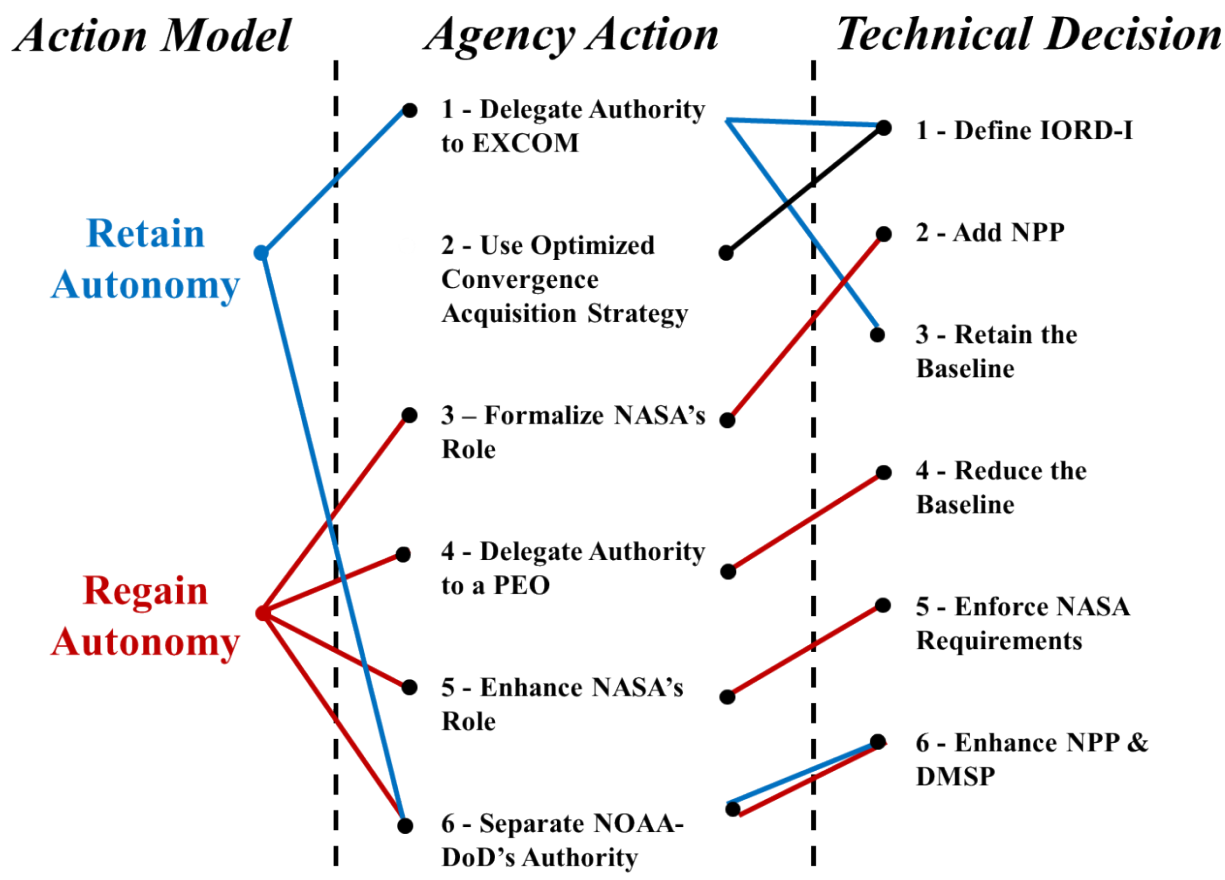 Action Model
Agency Action
Technical Decision
Retain
Autonomy
Regain
Autonomy
1 - Delegate Authority
to EXCOM
2 - Use Optimized
Convergence
Acquisition Strategy
3 – Formalize NASA's
Role
4 - Delegate Authority
to a PEO
5 - Enhance NASA's
Role
6 - Separate NOAA-
DoD's Authority
1 - Define IORD-I
2 - Add NPP
3 - Retain the
Baseline
4 - Reduce the
Baseline
5 - Enforce NASA
Requirements
6 - Enhance NPP &
DMSP